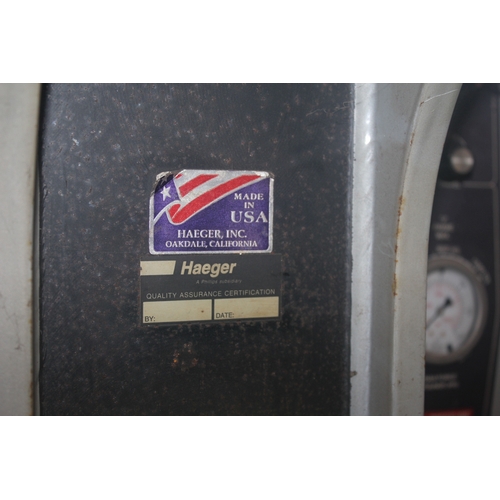 MADE
IN
USA
HAEGER, INC.
OAKDALE, CALIFORNIA
Haeger
QUALITY ASSURANCE CERTIFICATION
BY:
DATE: